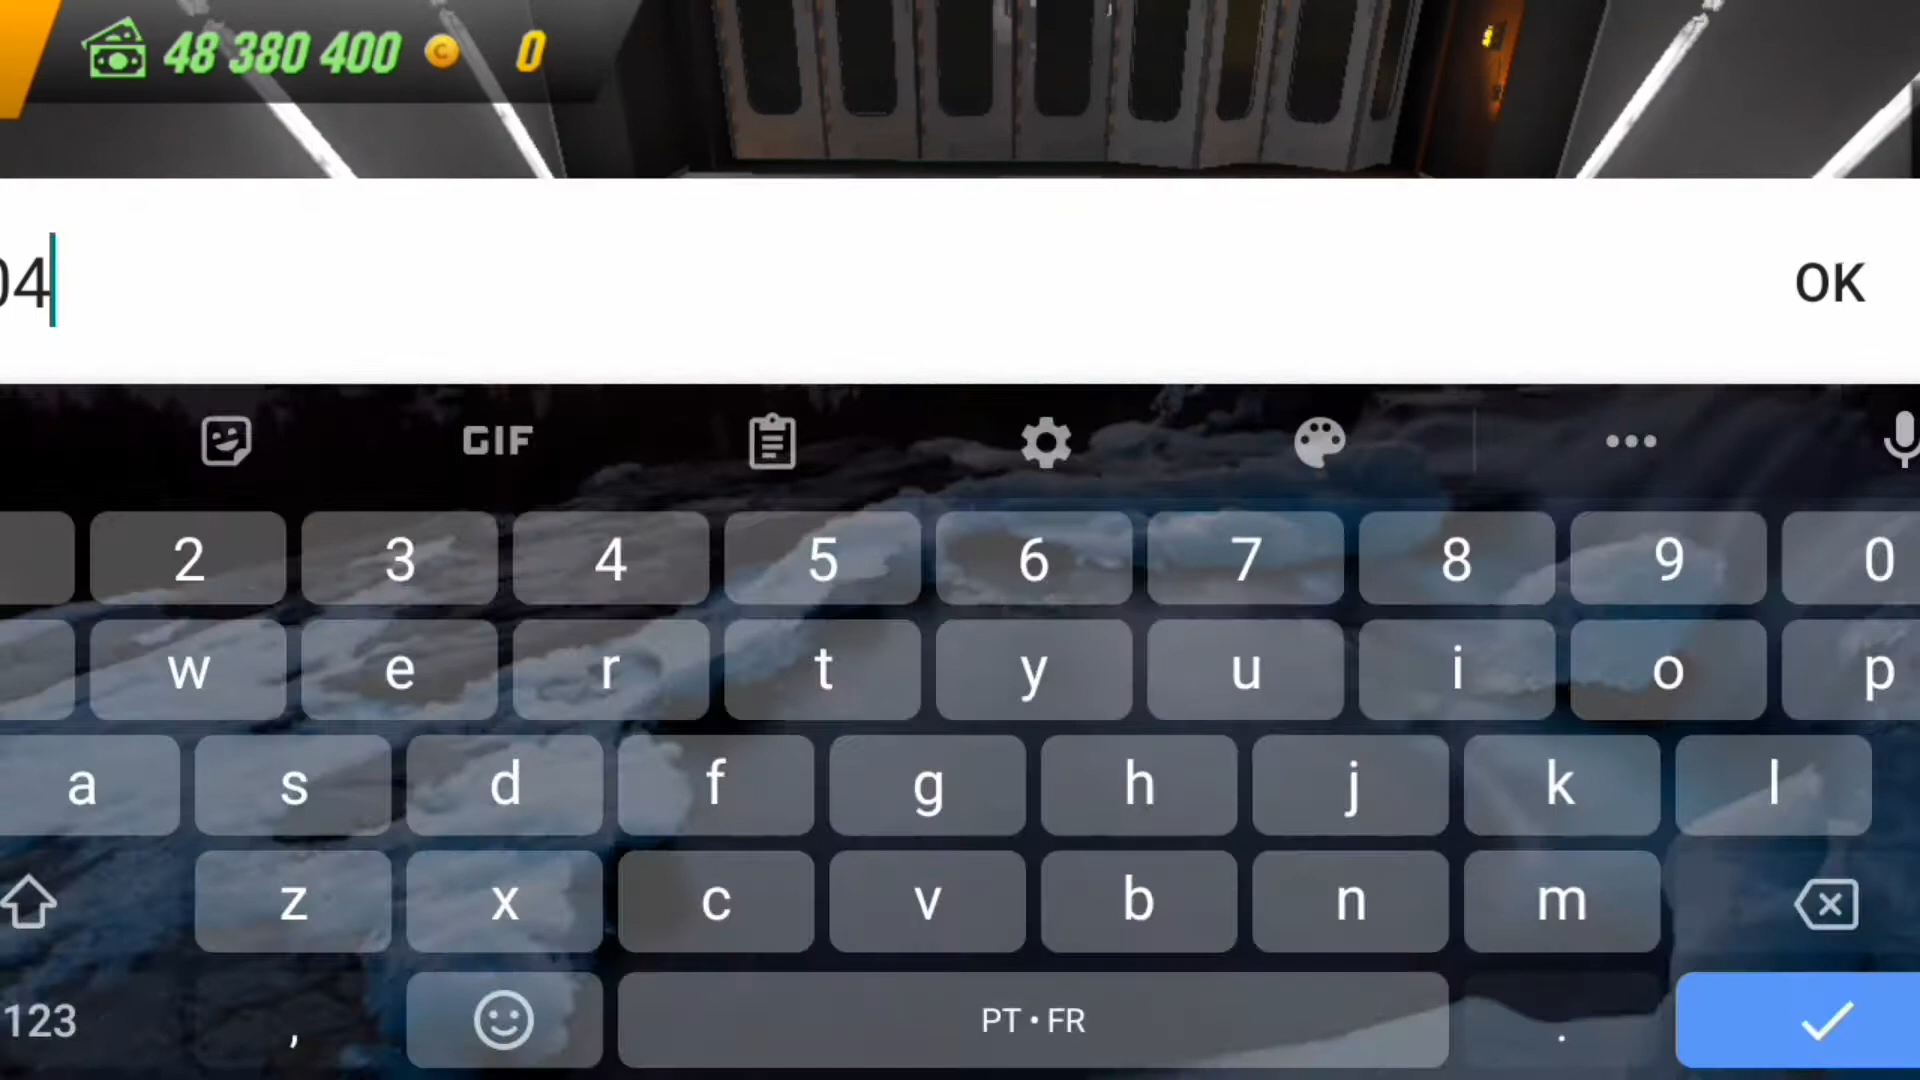 48 380 400 C 0
04
OK
GIF
2 3 4 5 6 7 8 9 0
w e r t y u i o p
a s d f g h j k l
z x c v b n m
123 , PT • FR .